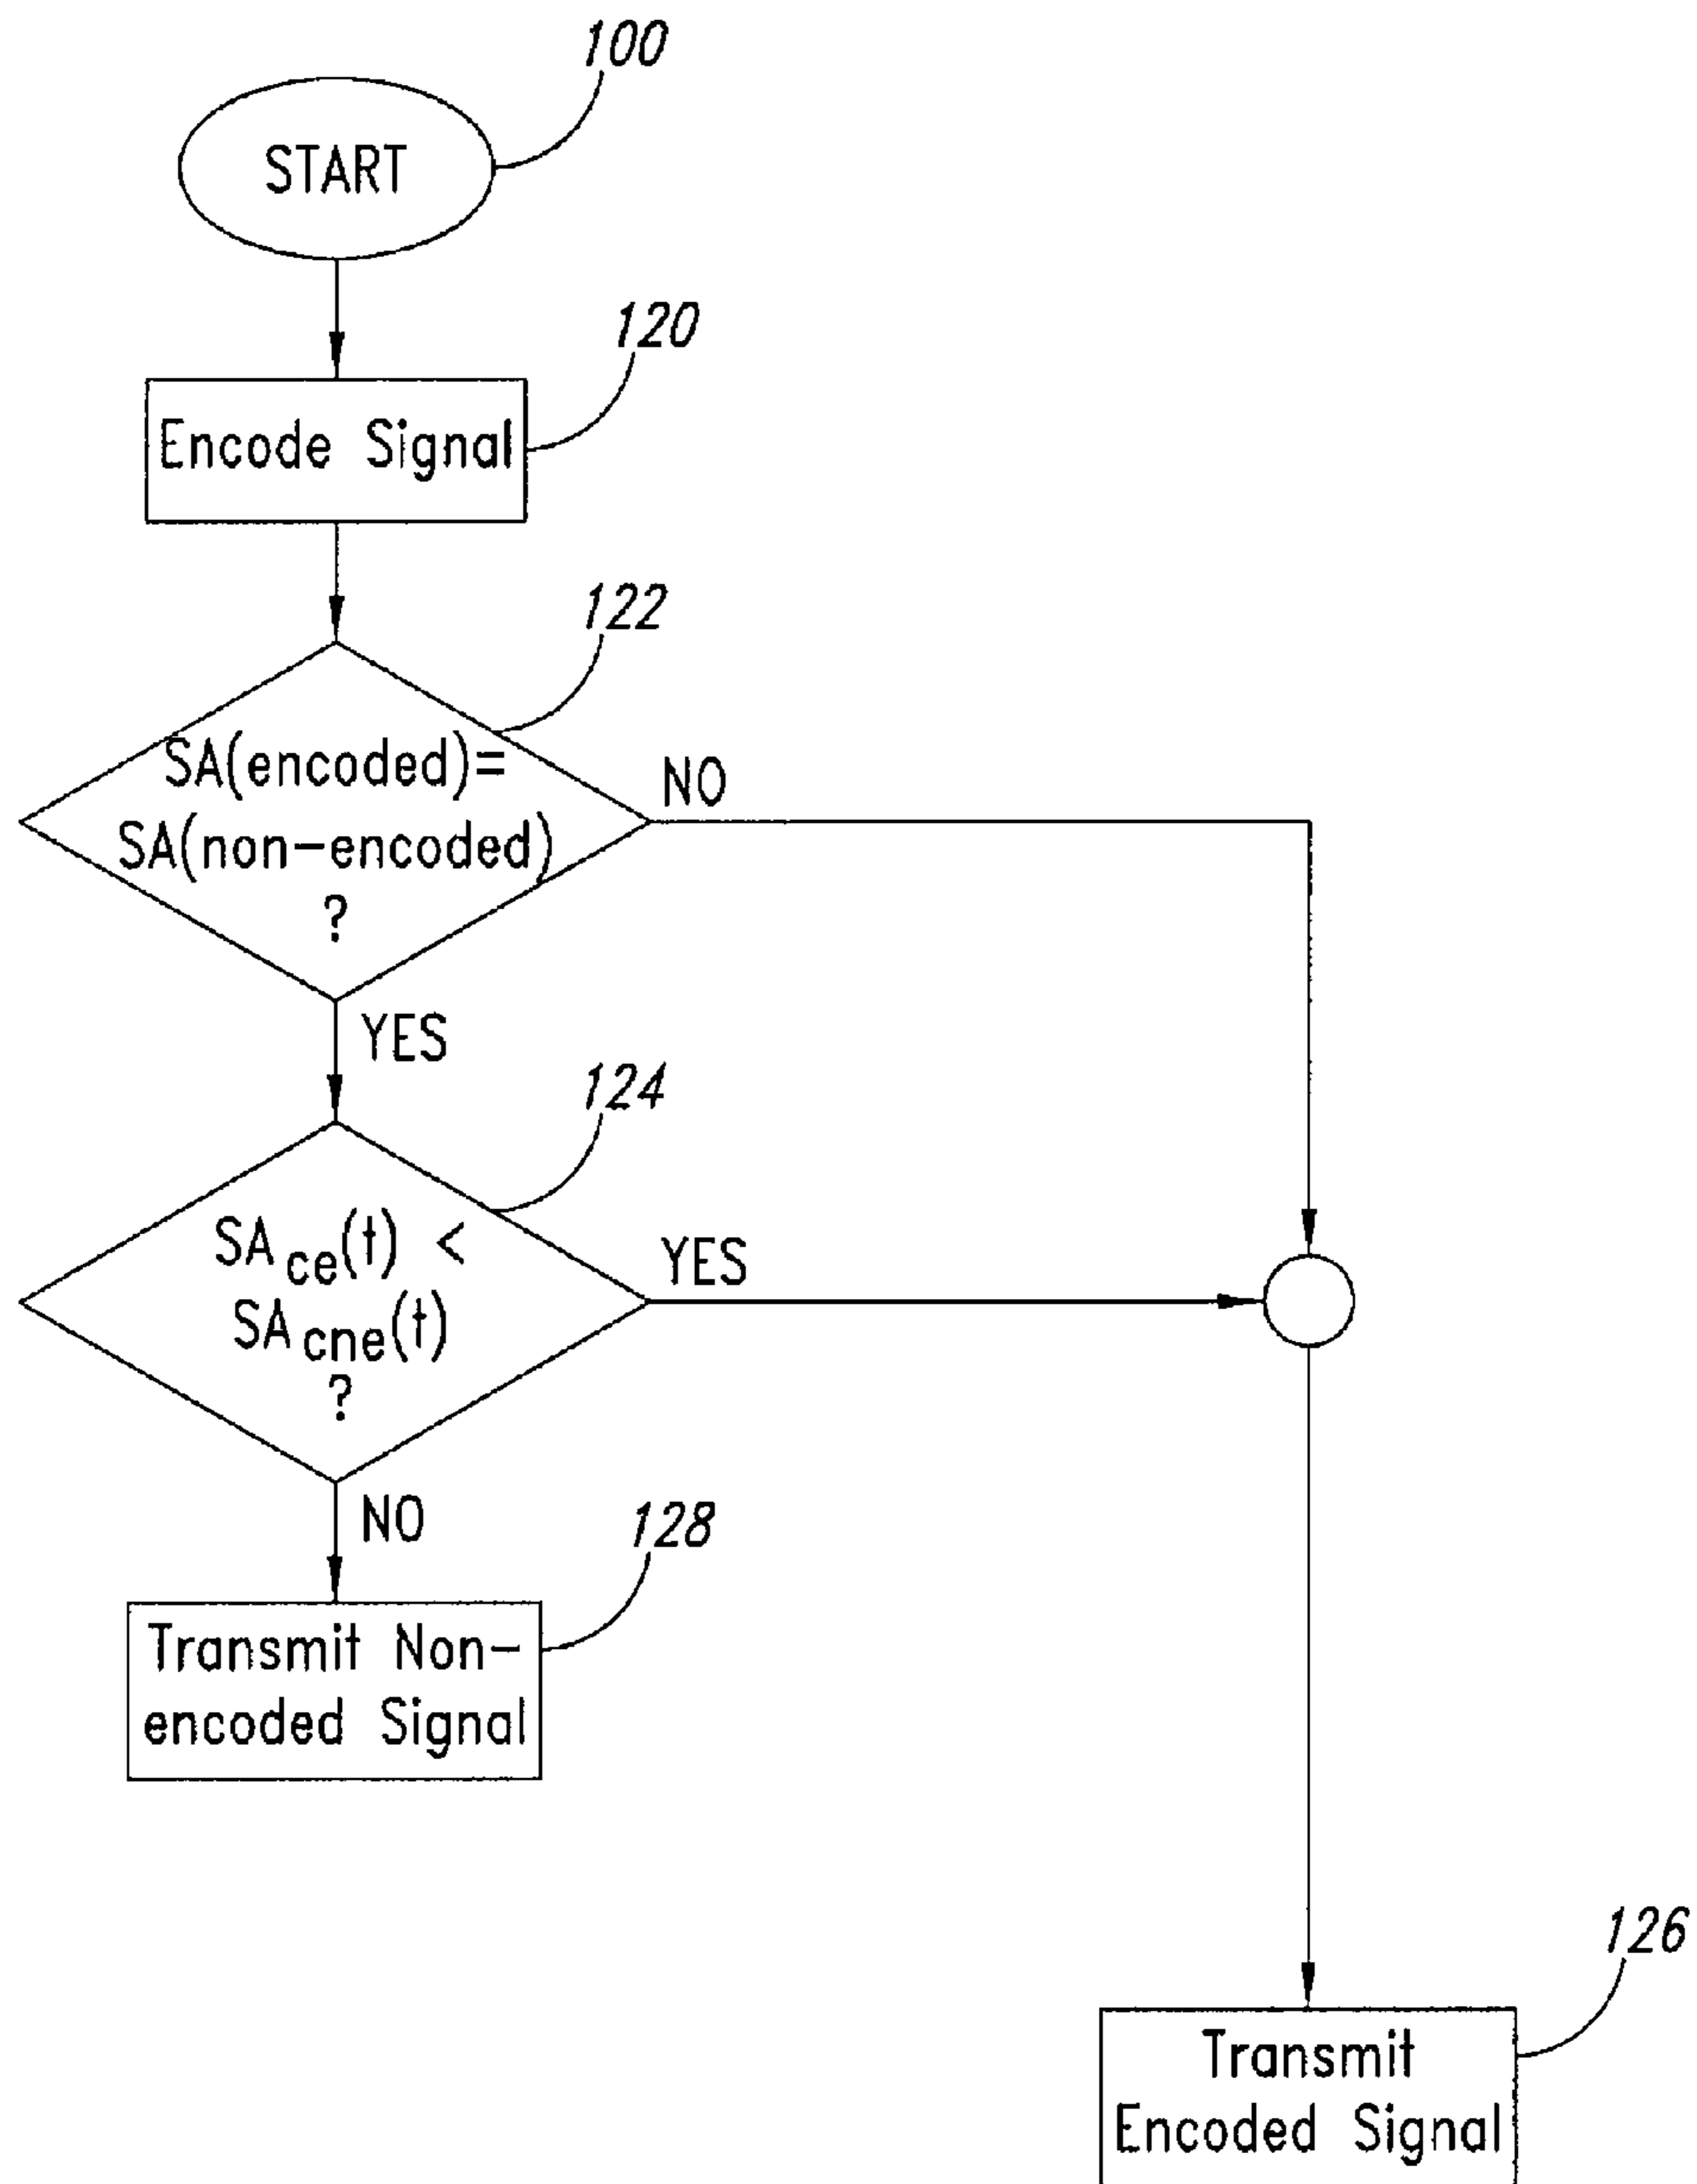 100
START
120
Encode Signal
122
SA(encoded)=
SA(non-encoded)
?
NO
YES
124
SAce(t) <
SAcne(t)
?
YES
NO
128
Transmit Non-
encoded Signal
126
Transmit
Encoded Signal